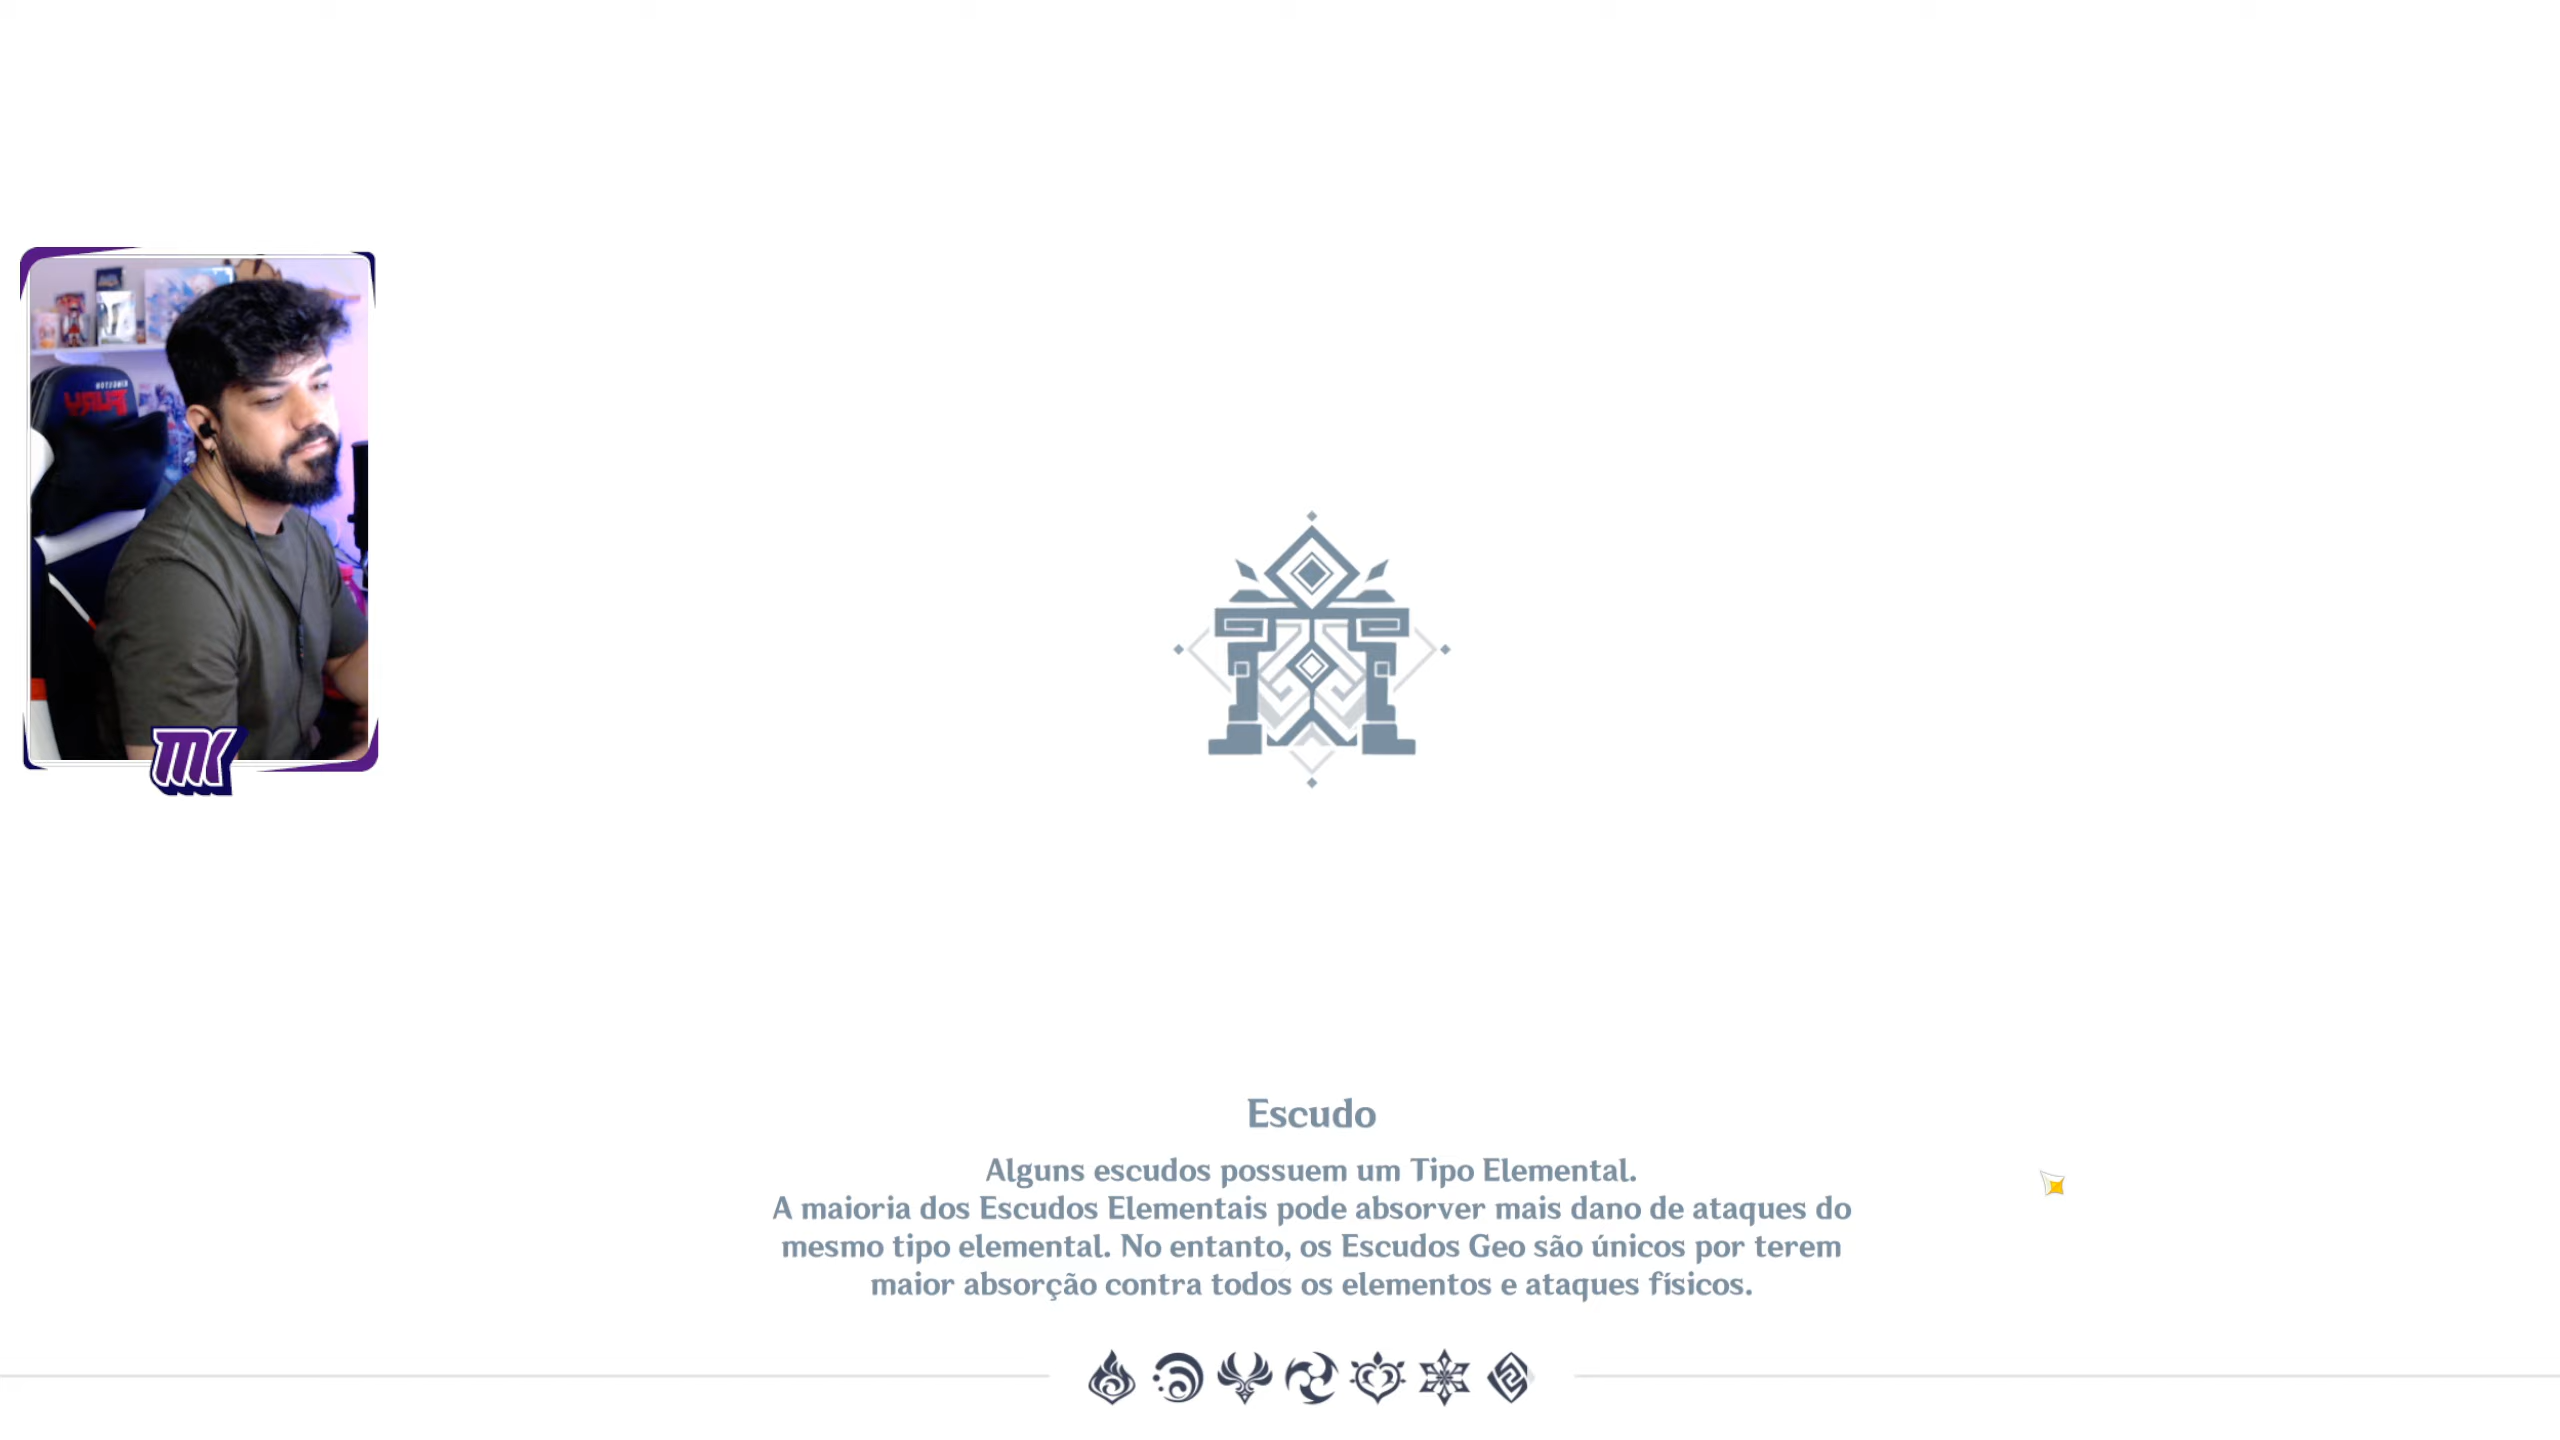 MK
Escudo
Alguns escudos possuem um Tipo Elemental.
A maioria dos Escudos Elementais pode absorver mais dano de ataques do
mesmo tipo elemental. No entanto, os Escudos Geo são únicos por terem
maior absorção contra todos os elementos e ataques físicos.